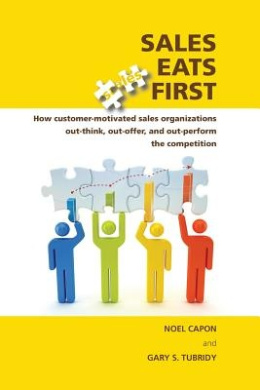 SALES
EATS
sales
FIRST
How customer-motivated sales organizations
out-think, out-offer, and out-perform
the competition
NOEL CAPON
and
GARY S. TUBRIDY